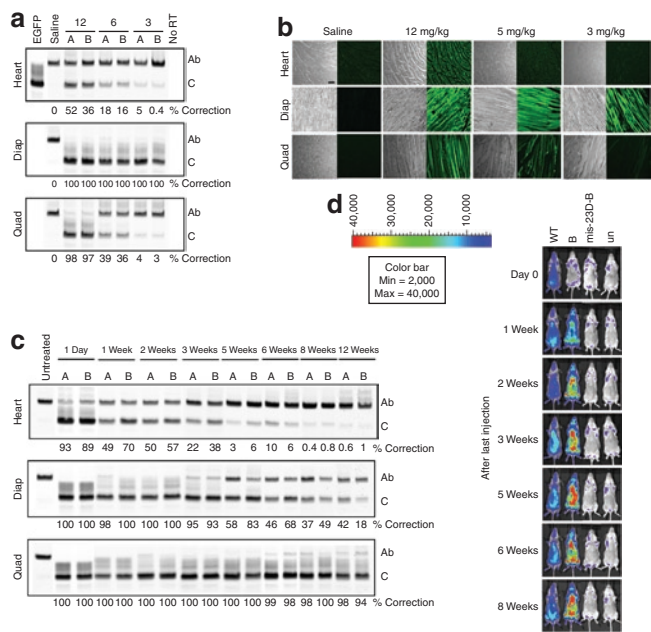 a
EGFP Saline 12 6 3 No RT
A B A B A B
Heart Ab
C
0 52 36 18 16 5 0.4 % Correction
Diap Ab
C
0 100 100 100 100 100 100 % Correction
Quad Ab
C
0 98 97 39 36 4 3 % Correction
b
Saline 12 mg/kg 5 mg/kg 3 mg/kg
Heart
Diap
Quad
c
Untreated 1 Day 1 Week 2 Weeks 3 Weeks 5 Weeks 6 Weeks 8 Weeks 12 Weeks
A B A B A B A B A B A B A B A B
Heart Ab
C
93 89 49 70 50 57 22 38 3 6 10 6 0.4 0.8 0.6 1 % Correction
Diap Ab
C
100 100 98 100 100 100 95 93 58 83 46 68 37 49 42 18 % Correction
Quad Ab
C
100 100 100 100 100 100 100 100 100 100 99 98 98 100 98 94 % Correction
d
40,000 30,000 20,000 10,000
Color bar
Min = 2,000
Max = 40,000
WT B mis-23D-B un
After last injection
Day 0
1 Week
2 Weeks
3 Weeks
5 Weeks
6 Weeks
8 Weeks